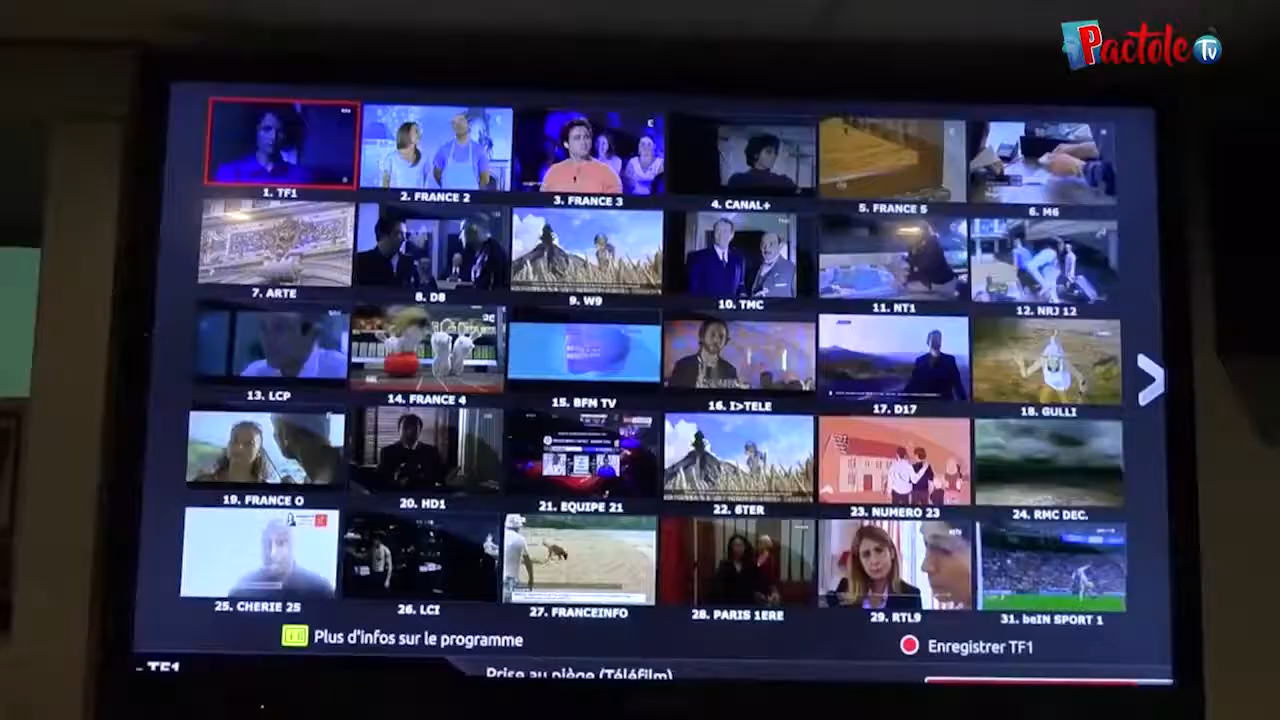 Pactole Tv
1. TF1
2. FRANCE 2
3. FRANCE 3
4. CANAL+
5. FRANCE 5
6. M6
7. ARTE
8. D8
9. W9
10. TMC
11. NT1
12. NRJ 12
13. LCP
14. FRANCE 4
15. BFM TV
16. I>TELE
17. D17
18. GULLI
19. FRANCE O
20. HD1
21. EQUIPE 21
22. 6TER
23. NUMERO 23
24. RMC DEC.
25. CHERIE 25
26. LCI
27. FRANCEINFO
28. PARIS 1ERE
29. RTL9
31. beIN SPORT 1
Plus d'infos sur le programme
Enregistrer TF1
TF1
Prise au piège (Téléfilm)